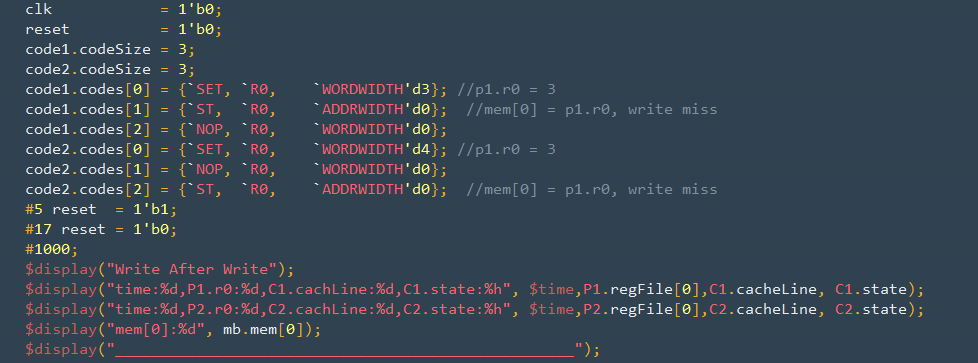 clk = 1'b0;
reset = 1'b0;
code1.codeSize = 3;
code2.codeSize = 3;
code1.codes[0] = {`SET, `R0, `WORDWIDTH'd3}; //p1.r0 = 3
code1.codes[1] = {`ST, `R0, `ADDRWIDTH'd0}; //mem[0] = p1.r0, write miss
code1.codes[2] = {`NOP, `R0, `WORDWIDTH'd0};
code2.codes[0] = {`SET, `R0, `WORDWIDTH'd4}; //p1.r0 = 3
code2.codes[1] = {`NOP, `R0, `WORDWIDTH'd0};
code2.codes[2] = {`ST, `R0, `ADDRWIDTH'd0}; //mem[0] = p1.r0, write miss
#5 reset = 1'b1;
#17 reset = 1'b0;
#1000;
$display("Write After Write");
$display("time:%d,P1.r0:%d,C1.cachLine:%d,C1.state:%h", $time,P1.regFile[0],C1.cacheLine, C1.state);
$display("time:%d,P2.r0:%d,C2.cachLine:%d,C2.state:%h", $time,P2.regFile[0],C2.cacheLine, C2.state);
$display("mem[0]:%d", mb.mem[0]);
$display("___________________________________________________");